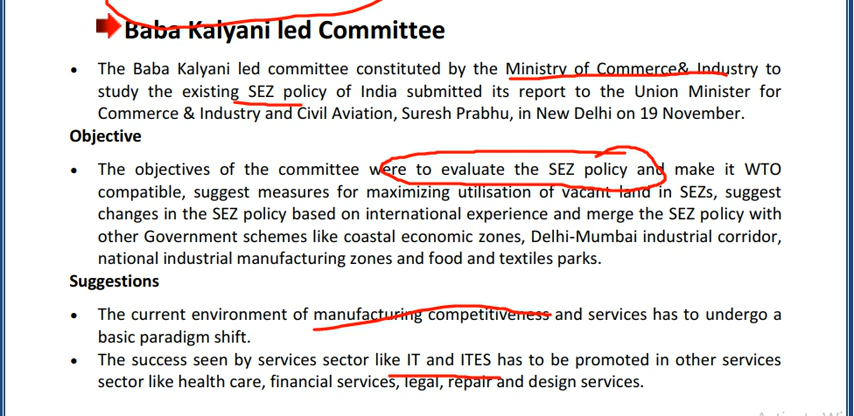 Baba Kalyani led Committee
• The Baba Kalyani led committee constituted by the Ministry of Commerce& Industry to
study the existing SEZ policy of India submitted its report to the Union Minister for
Commerce & Industry and Civil Aviation, Suresh Prabhu, in New Delhi on 19 November.
Objective
• The objectives of the committee were to evaluate the SEZ policy and make it WTO
compatible, suggest measures for maximizing utilisation of vacant land in SEZs, suggest
changes in the SEZ policy based on international experience and merge the SEZ policy with
other Government schemes like coastal economic zones, Delhi-Mumbai industrial corridor,
national industrial manufacturing zones and food and textiles parks.
Suggestions
• The current environment of manufacturing competitiveness and services has to undergo a
basic paradigm shift.
• The success seen by services sector like IT and ITES has to be promoted in other services
sector like health care, financial services, legal, repair and design services.